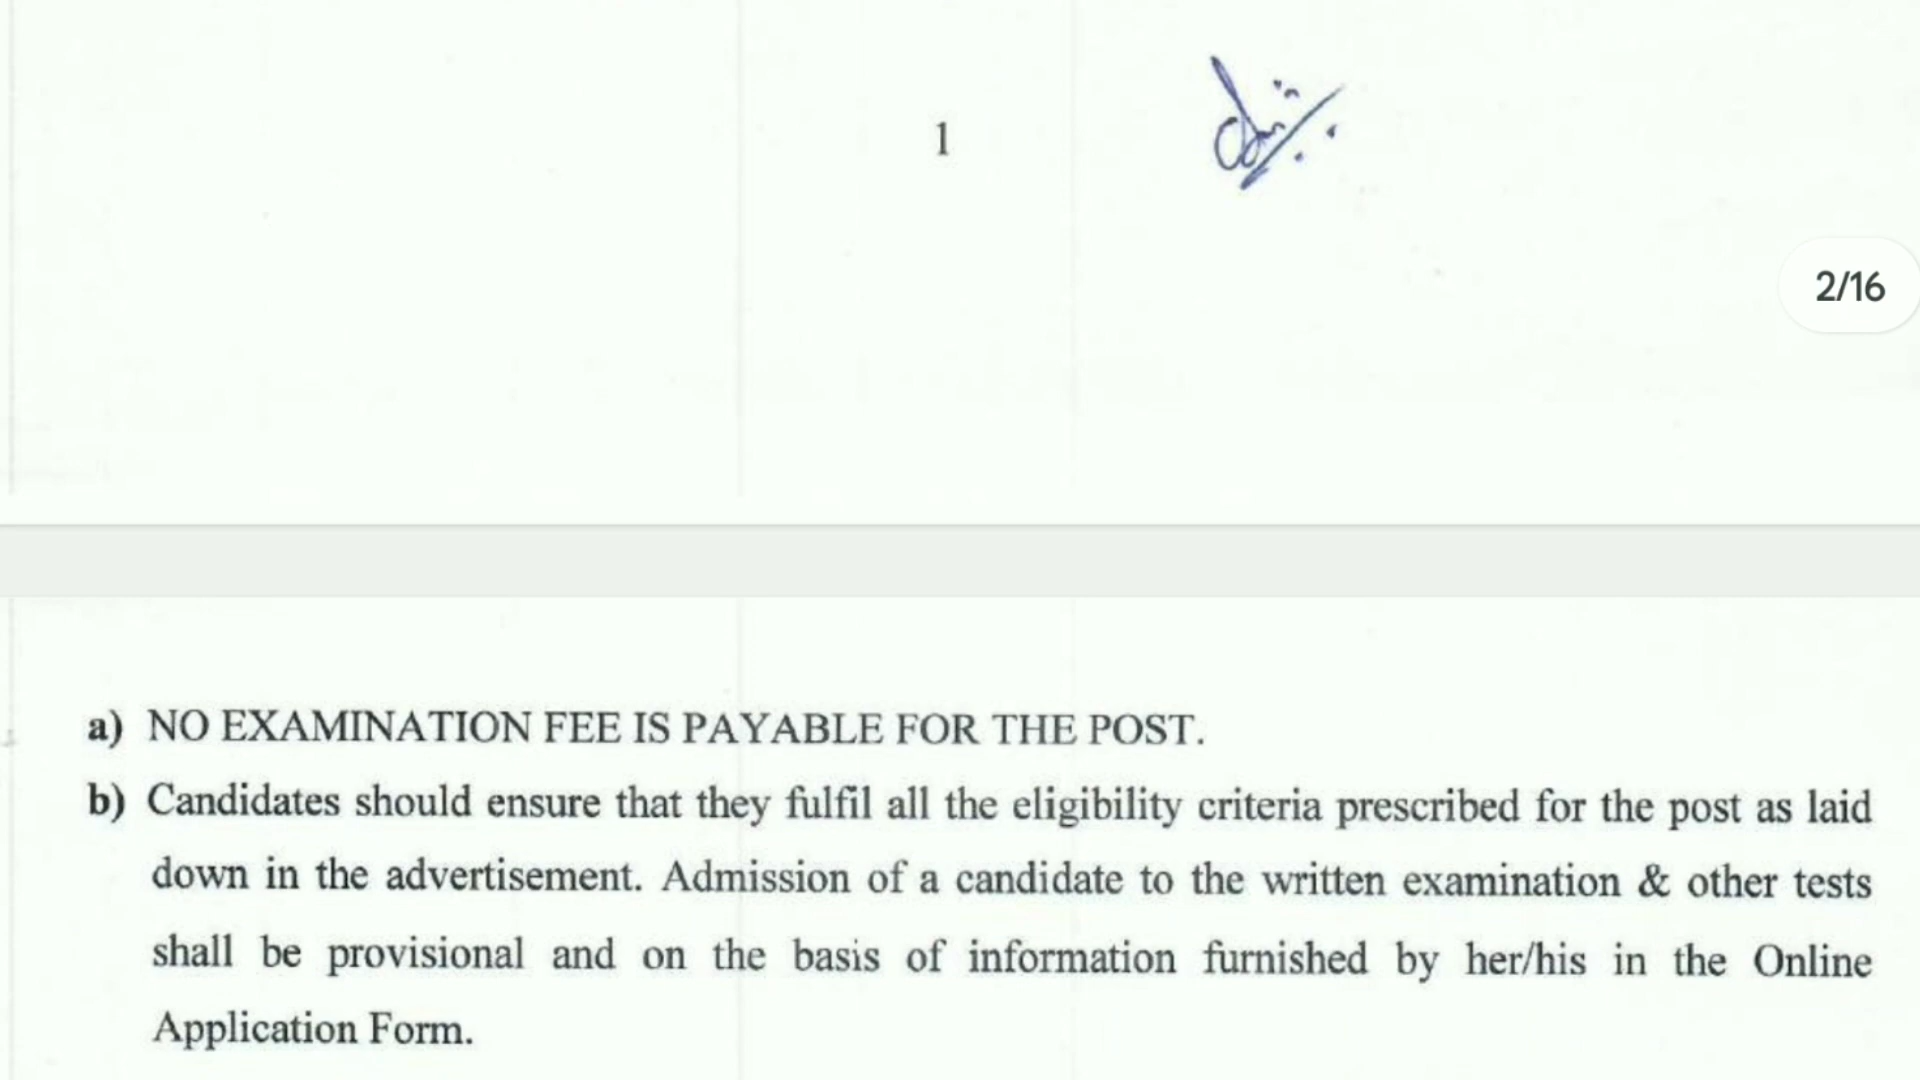 1
2/16
a) NO EXAMINATION FEE IS PAYABLE FOR THE POST.
b) Candidates should ensure that they fulfil all the eligibility criteria prescribed for the post as laid
down in the advertisement. Admission of a candidate to the written examination & other tests
shall be provisional and on the basis of information furnished by her/his in the Online
Application Form.